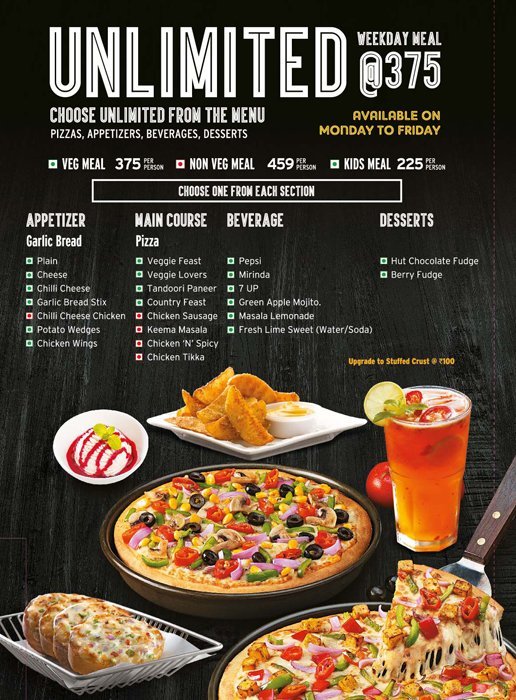 UNLIMITED
WEEKDAY MEAL
@375
CHOOSE UNLIMITED FROM THE MENU
PIZZAS, APPETIZERS, BEVERAGES, DESSERTS
AVAILABLE ON
MONDAY TO FRIDAY
VEG MEAL 375 PER PERSON NON VEG MEAL 459 PER PERSON KIDS MEAL 225 PER PERSON
CHOOSE ONE FROM EACH SECTION
APPETIZER
Garlic Bread
Plain
Cheese
Chilli Cheese
Garlic Bread Stix
Chilli Cheese Chicken
Potato Wedges
Chicken Wings
MAIN COURSE
Pizza
Veggie Feast
Veggie Lovers
Tandoori Paneer
Country Feast
Chicken Sausage
Keema Masala
Chicken 'N' Spicy
Chicken Tikka
BEVERAGE
Pepsi
Mirinda
7 UP
Green Apple Mojito.
Masala Lemonade
Fresh Lime Sweet (Water/Soda)
DESSERTS
Hut Chocolate Fudge
Berry Fudge
Upgrade to Stuffed Crust @ ₹100